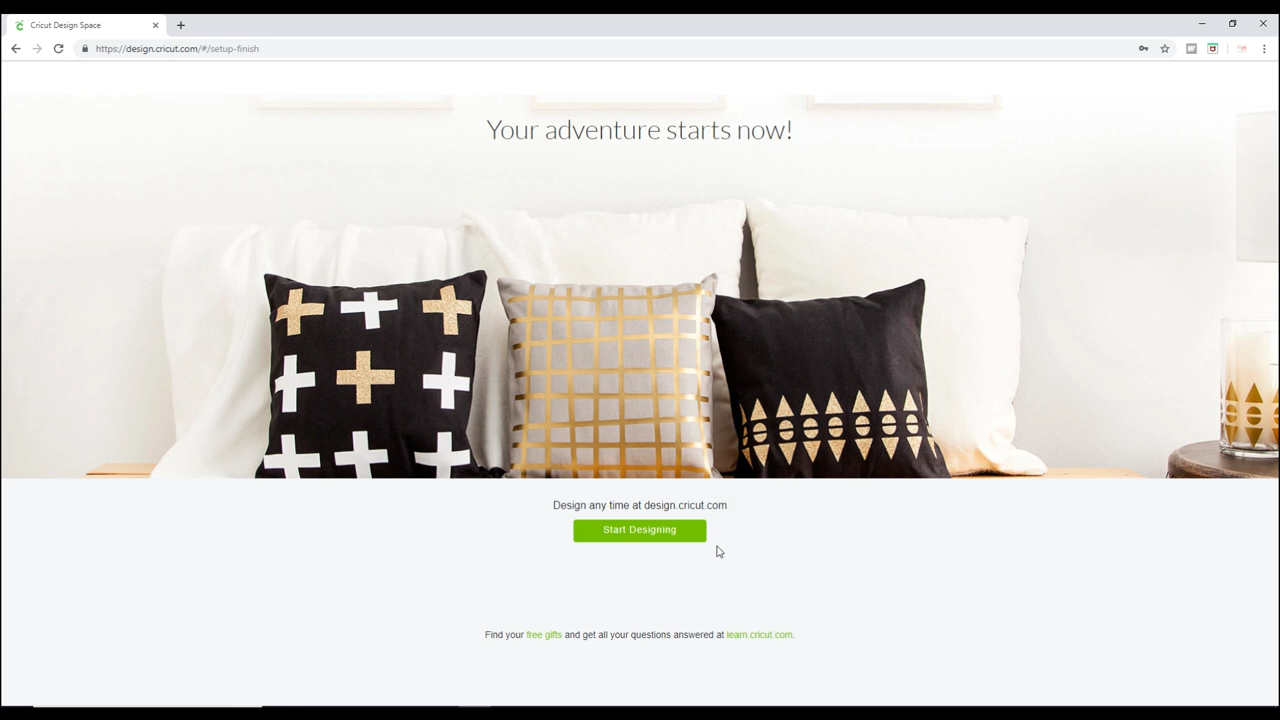 Cricut Design Space
https://design.cricut.com/#/setup-finish
Your adventure starts now!
Design any time at design.cricut.com
Start Designing
Find your free gifts and get all your questions answered at learn.cricut.com.